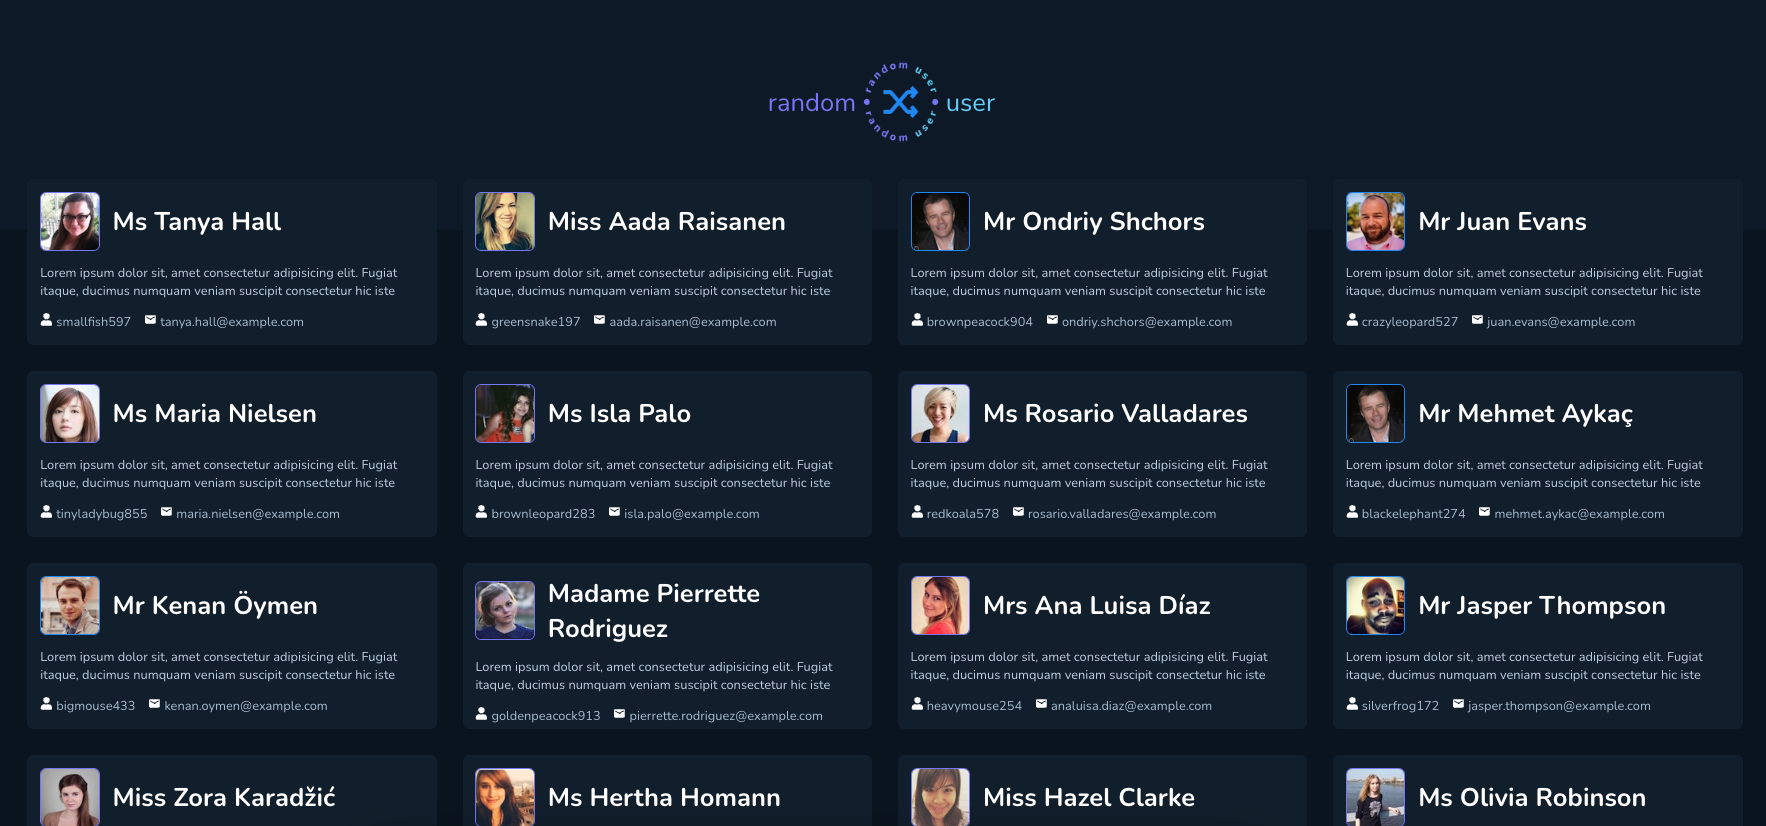 random user
random user
random user
Ms Tanya Hall
Lorem ipsum dolor sit, amet consectetur adipisicing elit. Fugiat
itaque, ducimus numquam veniam suscipit consectetur hic iste
smallfish597 tanya.hall@example.com
Miss Aada Raisanen
Lorem ipsum dolor sit, amet consectetur adipisicing elit. Fugiat
itaque, ducimus numquam veniam suscipit consectetur hic iste
greensnake197 aada.raisanen@example.com
Mr Ondriy Shchors
Lorem ipsum dolor sit, amet consectetur adipisicing elit. Fugiat
itaque, ducimus numquam veniam suscipit consectetur hic iste
brownpeacock904 ondriy.shchors@example.com
Mr Juan Evans
Lorem ipsum dolor sit, amet consectetur adipisicing elit. Fugiat
itaque, ducimus numquam veniam suscipit consectetur hic iste
crazyleopard527 juan.evans@example.com
Ms Maria Nielsen
Lorem ipsum dolor sit, amet consectetur adipisicing elit. Fugiat
itaque, ducimus numquam veniam suscipit consectetur hic iste
tinyladybug855 maria.nielsen@example.com
Ms Isla Palo
Lorem ipsum dolor sit, amet consectetur adipisicing elit. Fugiat
itaque, ducimus numquam veniam suscipit consectetur hic iste
brownleopard283 isla.palo@example.com
Ms Rosario Valladares
Lorem ipsum dolor sit, amet consectetur adipisicing elit. Fugiat
itaque, ducimus numquam veniam suscipit consectetur hic iste
redkoala578 rosario.valladares@example.com
Mr Mehmet Aykaç
Lorem ipsum dolor sit, amet consectetur adipisicing elit. Fugiat
itaque, ducimus numquam veniam suscipit consectetur hic iste
blackelephant274 mehmet.aykac@example.com
Mr Kenan Öymen
Lorem ipsum dolor sit, amet consectetur adipisicing elit. Fugiat
itaque, ducimus numquam veniam suscipit consectetur hic iste
bigmouse433 kenan.oymen@example.com
Madame Pierrette
Rodriguez
Lorem ipsum dolor sit, amet consectetur adipisicing elit. Fugiat
itaque, ducimus numquam veniam suscipit consectetur hic iste
goldenpeacock913 pierrette.rodriguez@example.com
Mrs Ana Luisa Díaz
Lorem ipsum dolor sit, amet consectetur adipisicing elit. Fugiat
itaque, ducimus numquam veniam suscipit consectetur hic iste
heavymouse254 analuisa.diaz@example.com
Mr Jasper Thompson
Lorem ipsum dolor sit, amet consectetur adipisicing elit. Fugiat
itaque, ducimus numquam veniam suscipit consectetur hic iste
silverfrog172 jasper.thompson@example.com
Miss Zora Karadžić
Ms Hertha Homann
Miss Hazel Clarke
Ms Olivia Robinson